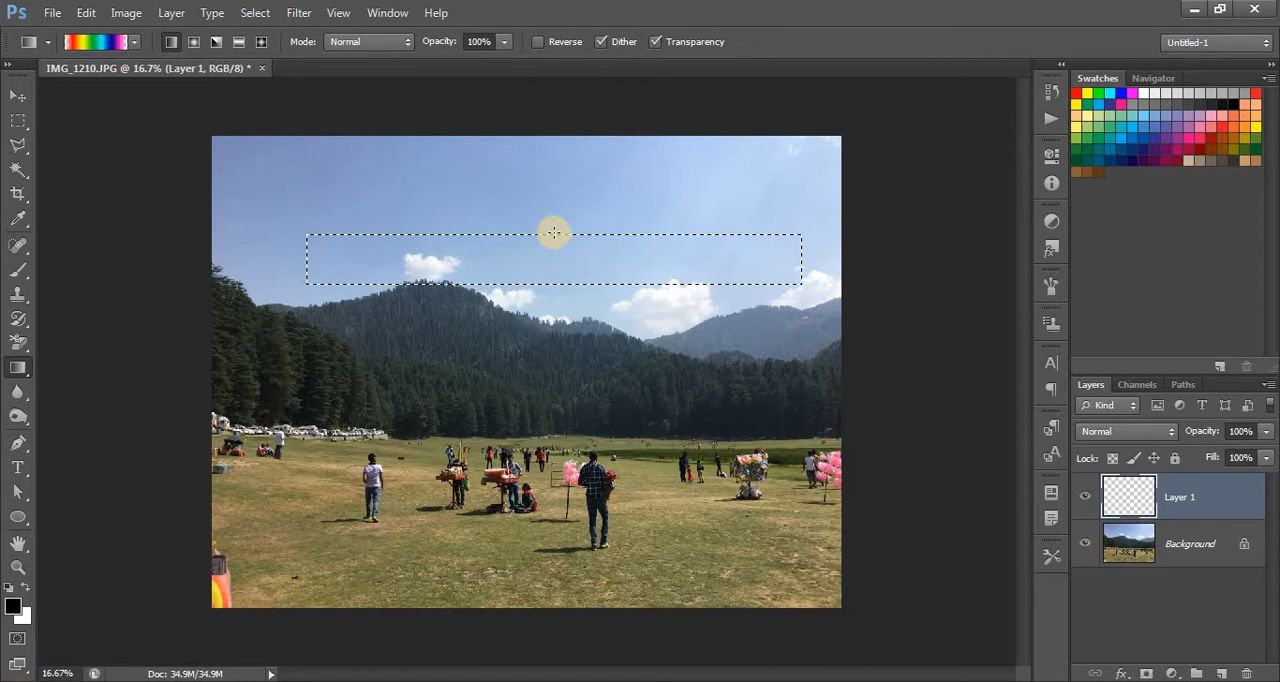 Ps File Edit Image Layer Type Select Filter View Window Help
Mode: Normal Opacity: 100% Reverse Dither Transparency Untitled-1
IMG_1210.JPG @ 16.7% (Layer 1, RGB/8) *
Swatches Navigator
Layers Channels Paths
Kind
Normal Opacity: 100%
Lock: Fill: 100%
Layer 1
Background
16.67% Doc: 34.9M/34.9M